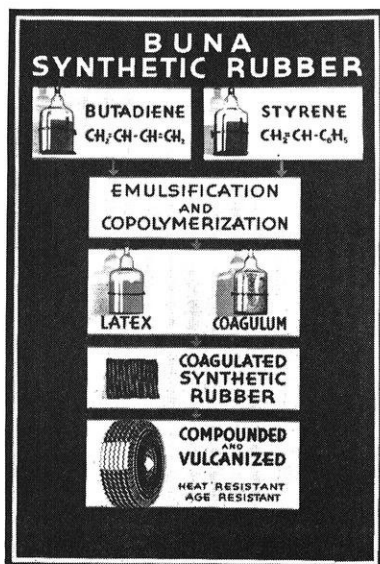 BUNA
SYNTHETIC RUBBER
BUTADIENE
CH₂=CH-CH=CH₂
STYRENE
CH₂=CH-C₆H₅
EMULSIFICATION
AND
COPOLYMERIZATION
LATEX
COAGULUM
COAGULATED
SYNTHETIC
RUBBER
COMPOUNDED
AND
VULCANIZED
HEAT RESISTANT
AGE RESISTANT